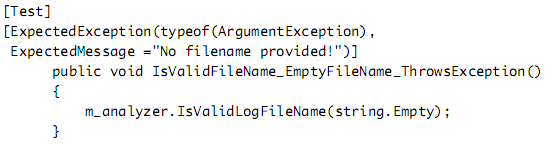 [Test]
[ExpectedException(typeof(ArgumentException),
ExpectedMessage ="No filename provided!")]
public void IsValidFileName_EmptyFileName_ThrowsException()
{
m_analyzer.IsValidLogFileName(string.Empty);
}